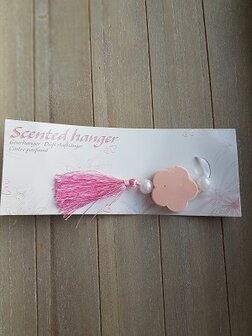 Scented hanger
Geurhanger · Duft Aufhänger
Cintre parfumé